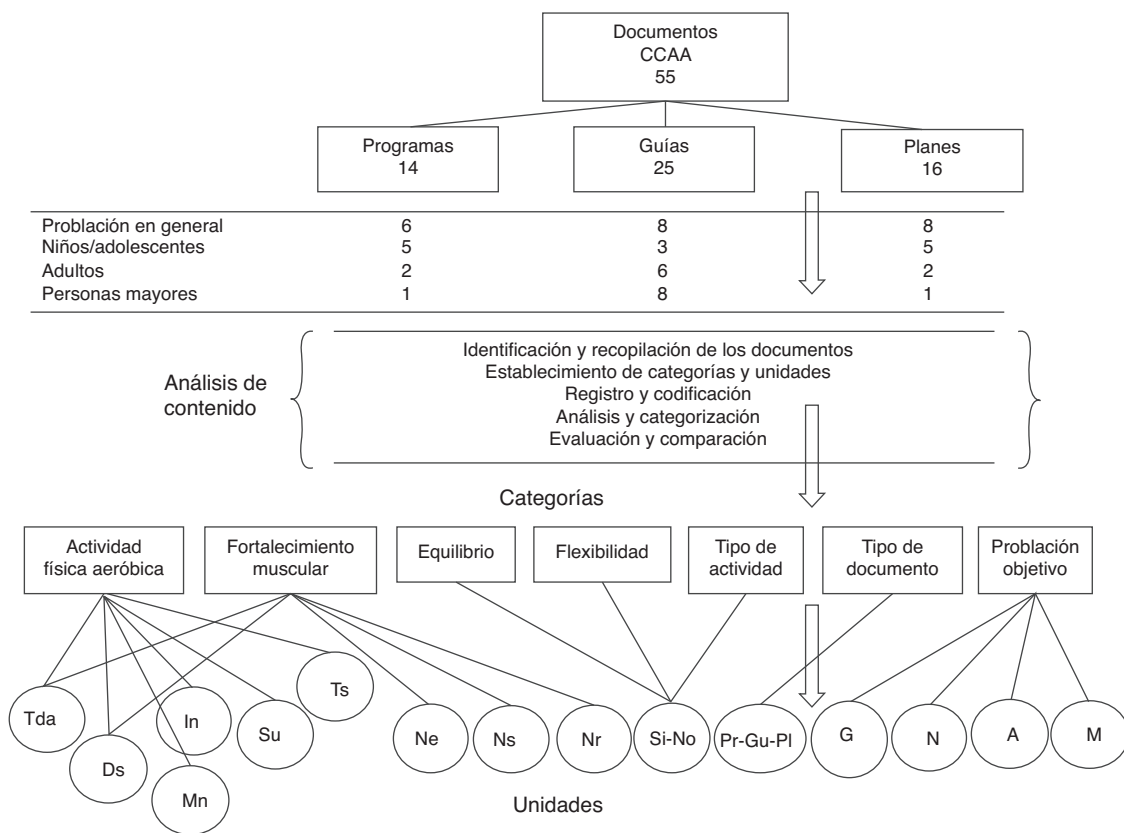 Documentos
CCAA
55
Programas
14
Guías
25
Planes
16
Problación en general 6 8 8
Niños/adolescentes 5 3 5
Adultos 2 6 2
Personas mayores 1 8 1
Análisis de
contenido
Identificación y recopilación de los documentos
Establecimiento de categorías y unidades
Registro y codificación
Análisis y categorización
Evaluación y comparación
Categorías
Actividad
física aeróbica
Fortalecimiento
muscular
Equilibrio
Flexibilidad
Tipo de
actividad
Tipo de
documento
Problación
objetivo
Tda
Ds
Mn
In
Su
Ts
Ne
Ns
Nr
Si-No
Pr-Gu-Pl
G
N
A
M
Unidades